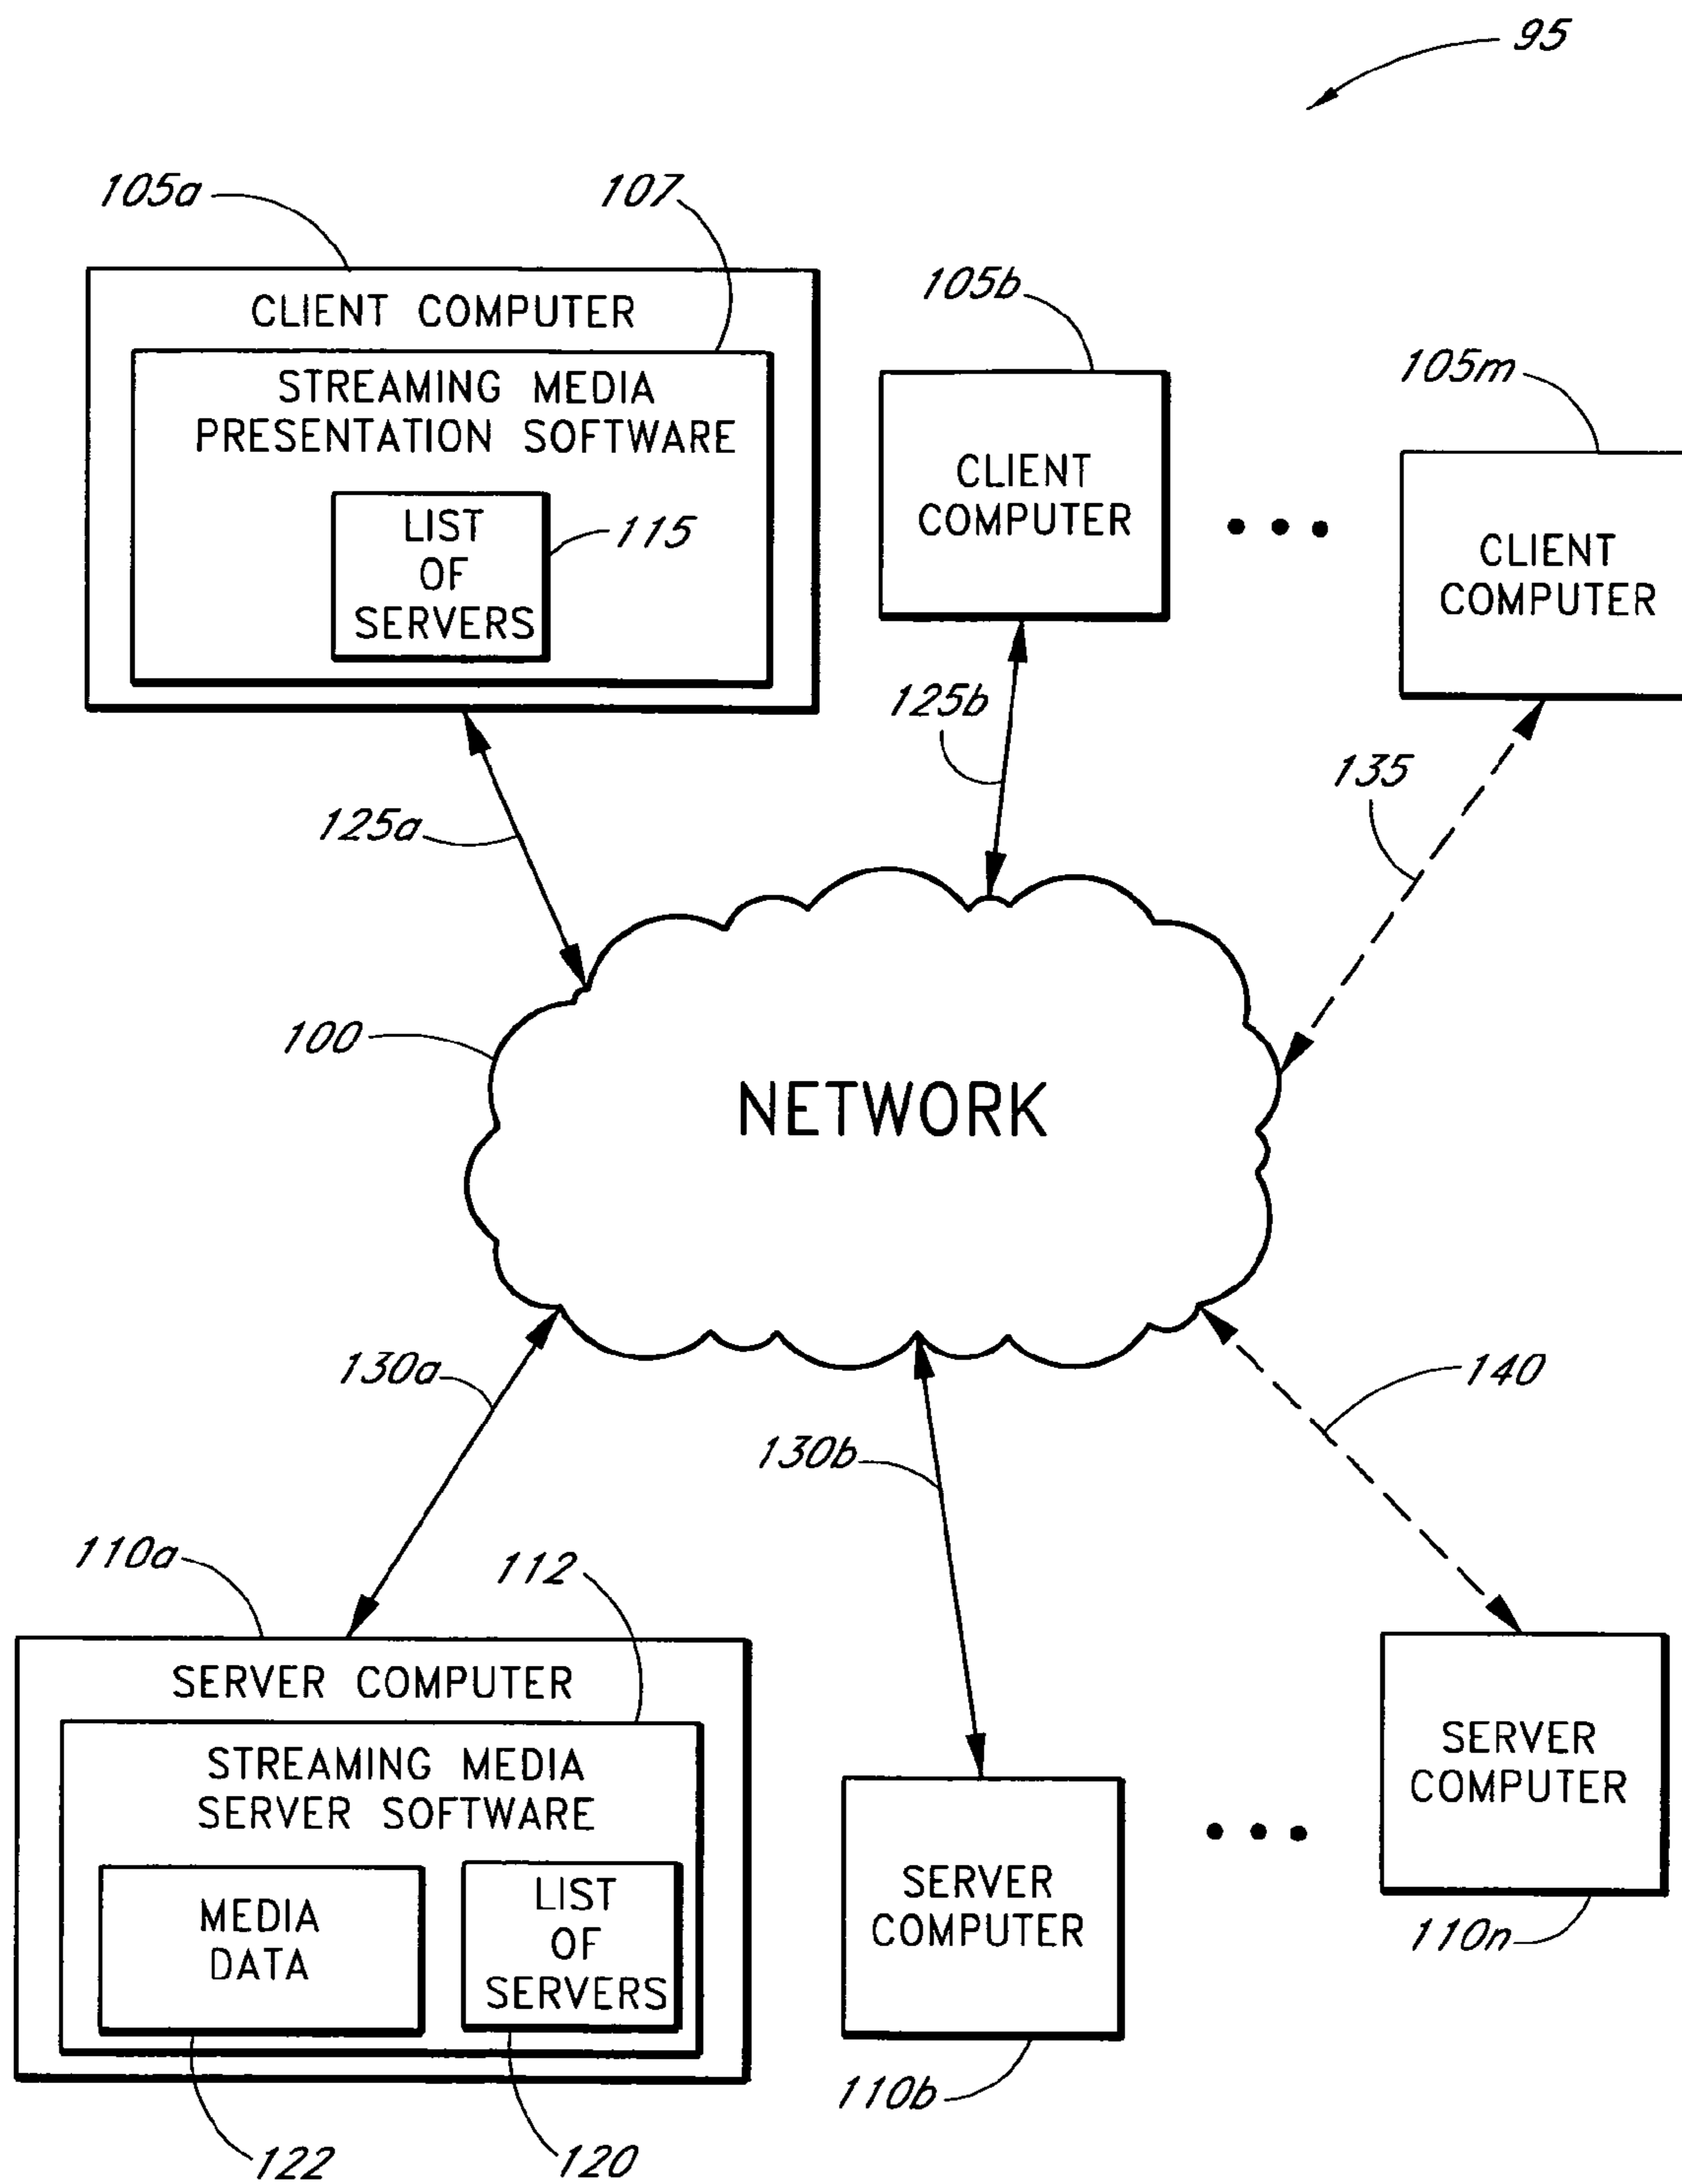 95
105a
107
CLIENT COMPUTER
STREAMING MEDIA
PRESENTATION SOFTWARE
LIST
OF
SERVERS
115
105b
CLIENT
COMPUTER
105m
CLIENT
COMPUTER
125a
125b
135
100
NETWORK
130a
130b
140
110a
112
SERVER COMPUTER
STREAMING MEDIA
SERVER SOFTWARE
MEDIA
DATA
LIST
OF
SERVERS
122
120
SERVER
COMPUTER
110b
SERVER
COMPUTER
110n